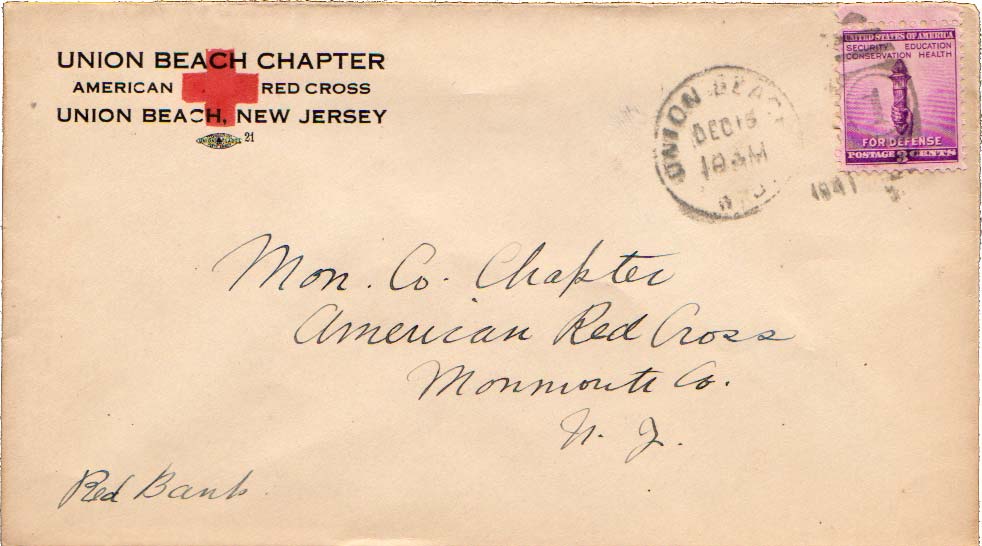 UNION BEACH CHAPTER
AMERICAN RED CROSS
UNION BEACH, NEW JERSEY
21
UNION BEACH
DEC 15
10 AM
N.J.
1941
UNITED STATES OF AMERICA
SECURITY EDUCATION
CONSERVATION HEALTH
FOR DEFENSE
POSTAGE 3 CENTS
Mon. Co. Chapter
American Red Cross
Monmouth Co.
N. J.
Red Bank